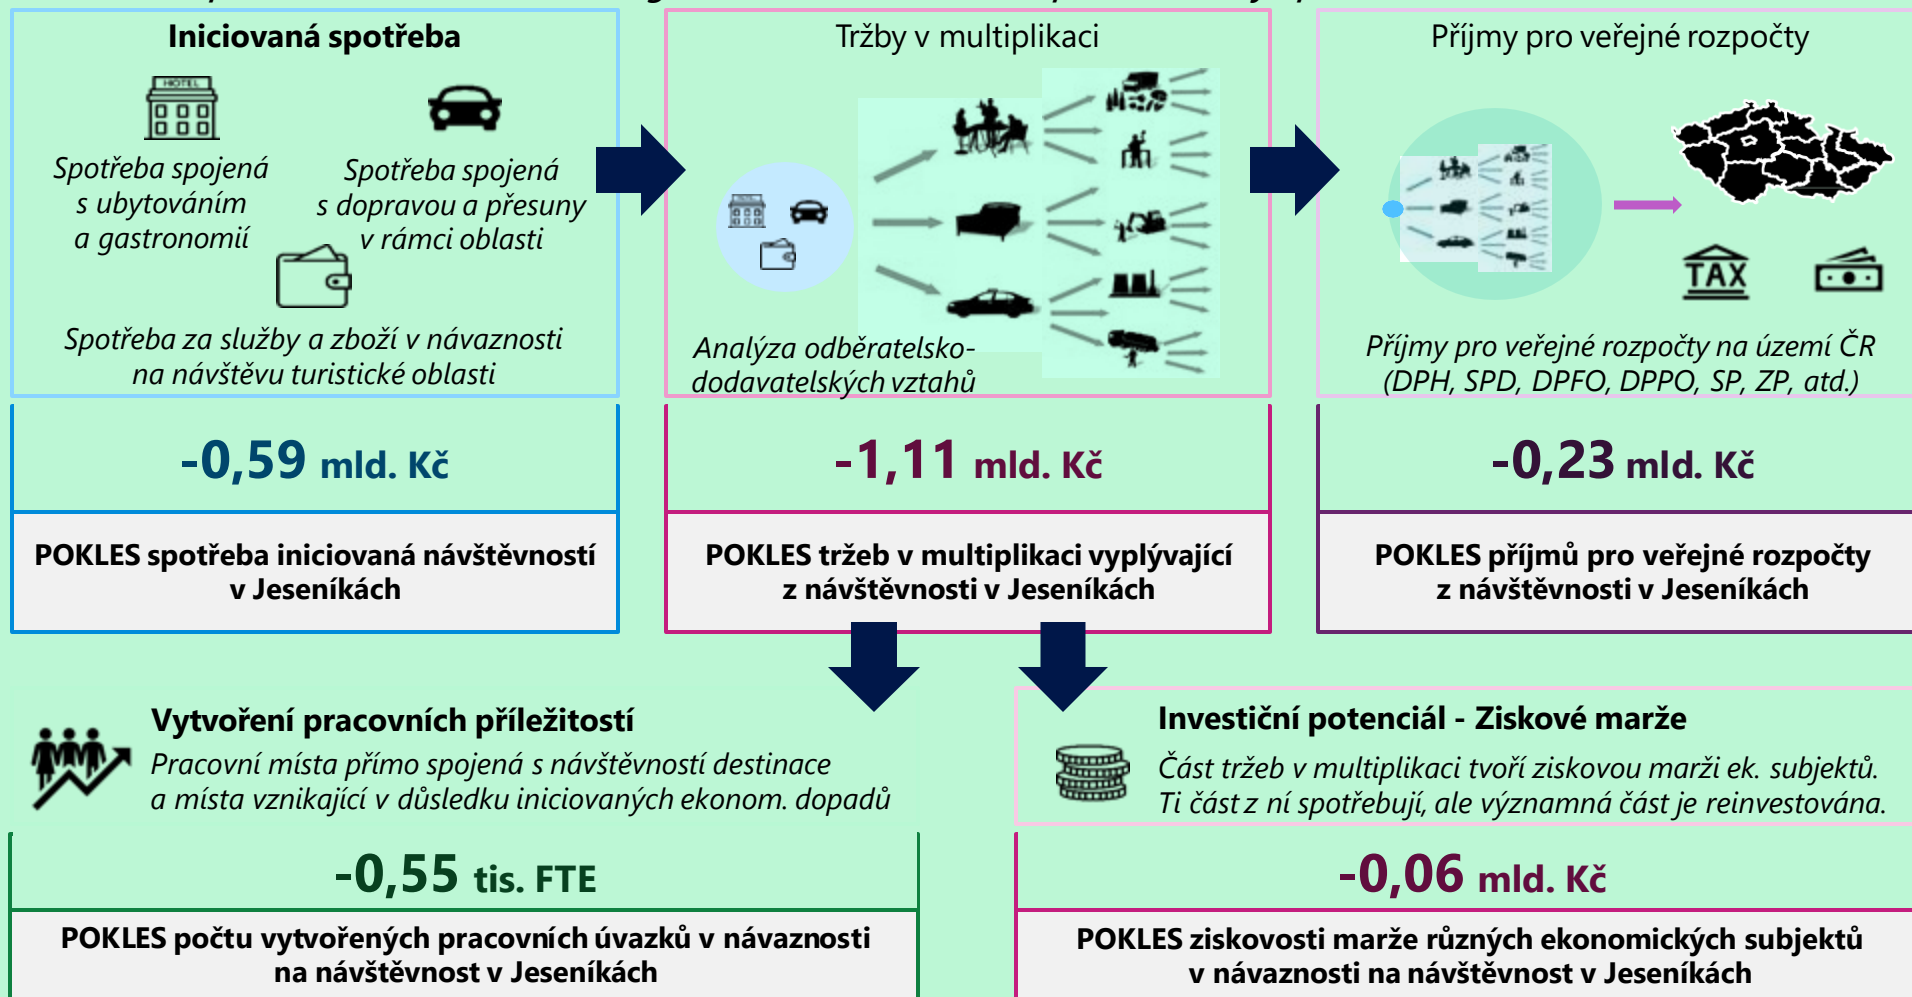 Iniciovaná spotřeba
HOTEL
Spotřeba spojená
s ubytováním
a gastronomií
Spotřeba spojená
s dopravou a přesuny
v rámci oblasti
Spotřeba za služby a zboží v návaznosti
na návštěvu turistické oblasti
Tržby v multiplikaci
Analýza odběratelsko-
dodavatelských vztahů
Příjmy pro veřejné rozpočty
TAX
Příjmy pro veřejné rozpočty na území ČR
(DPH, SPD, DPFO, DPPO, SP, ZP, atd.)
-0,59 mld. Kč
POKLES spotřeba iniciovaná návštěvností
v Jeseníkách
-1,11 mld. Kč
POKLES tržeb v multiplikaci vyplývající
z návštěvnosti v Jeseníkách
-0,23 mld. Kč
POKLES příjmů pro veřejné rozpočty
z návštěvnosti v Jeseníkách
Vytvoření pracovních příležitostí
Pracovní místa přímo spojená s návštěvností destinace
a místa vznikající v důsledku iniciovaných ekonom. dopadů
-0,55 tis. FTE
POKLES počtu vytvořených pracovních úvazků v návaznosti
na návštěvnost v Jeseníkách
Investiční potenciál - Ziskové marže
Část tržeb v multiplikaci tvoří ziskovou marži ek. subjektů.
Ti část z ní spotřebují, ale významná část je reinvestována.
-0,06 mld. Kč
POKLES ziskovosti marže různých ekonomických subjektů
v návaznosti na návštěvnost v Jeseníkách